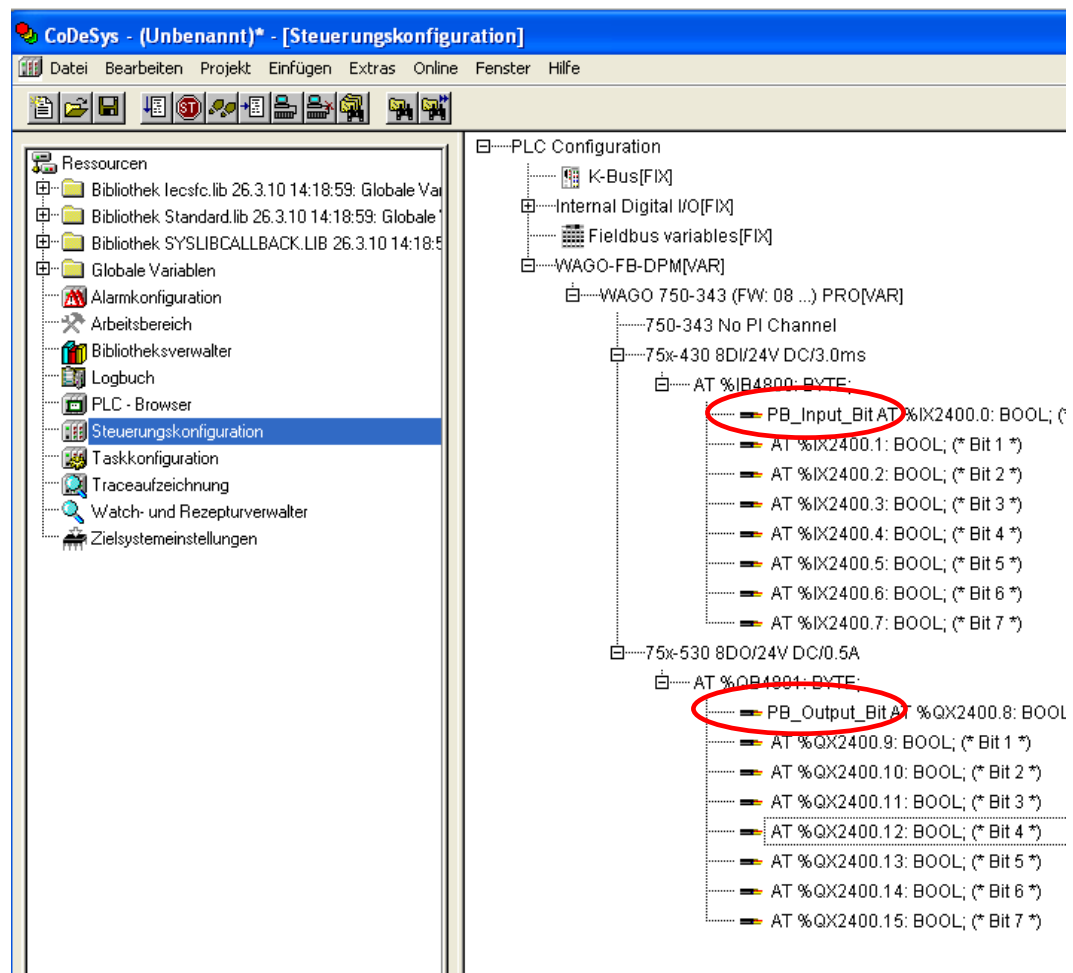 CoDeSys - (Unbenannt)* - [Steuerungskonfiguration]
Datei Bearbeiten Projekt Einfügen Extras Online Fenster Hilfe
Ressourcen
Bibliothek Iecsfc.lib 26.3.10 14:18:59: Globale Var
Bibliothek Standard.lib 26.3.10 14:18:59: Globale
Bibliothek SYSLIBCALLBACK.LIB 26.3.10 14:18:5
Globale Variablen
Alarmkonfiguration
Arbeitsbereich
Bibliotheksverwalter
Logbuch
PLC - Browser
Steuerungskonfiguration
Taskkonfiguration
Traceaufzeichnung
Watch- und Rezepturverwalter
Zielsystemeinstellungen
PLC Configuration
K-Bus[FIX]
Internal Digital I/O[FIX]
Fieldbus variables[FIX]
WAGO-FB-DPM[VAR]
WAGO 750-343 (FW: 08 ...) PRO[VAR]
750-343 No PI Channel
75x-430 8DI/24V DC/3.0ms
AT %IB4800: BYTE;
PB_Input_Bit AT %IX2400.0: BOOL; (*
AT %IX2400.1: BOOL; (* Bit 1 *)
AT %IX2400.2: BOOL; (* Bit 2 *)
AT %IX2400.3: BOOL; (* Bit 3 *)
AT %IX2400.4: BOOL; (* Bit 4 *)
AT %IX2400.5: BOOL; (* Bit 5 *)
AT %IX2400.6: BOOL; (* Bit 6 *)
AT %IX2400.7: BOOL; (* Bit 7 *)
75x-530 8DO/24V DC/0.5A
AT %QB4801: BYTE;
PB_Output_Bit AT %QX2400.8: BOOL
AT %QX2400.9: BOOL; (* Bit 1 *)
AT %QX2400.10: BOOL; (* Bit 2 *)
AT %QX2400.11: BOOL; (* Bit 3 *)
AT %QX2400.12: BOOL; (* Bit 4 *)
AT %QX2400.13: BOOL; (* Bit 5 *)
AT %QX2400.14: BOOL; (* Bit 6 *)
AT %QX2400.15: BOOL; (* Bit 7 *)